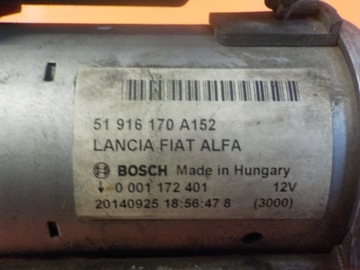 51 916 170 A152
LANCIA FIAT ALFA
BOSCH Made in Hungary
0 001 172 401 12V
20140925 18:56:47 8 (3000)